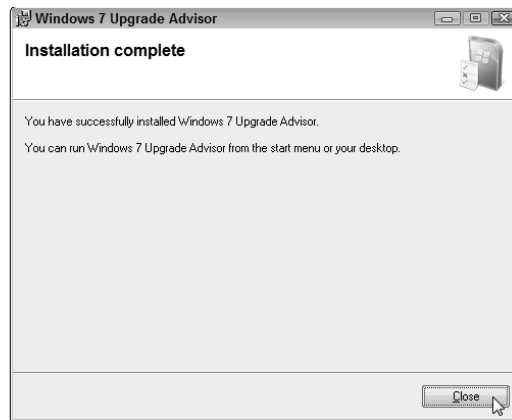 Windows 7 Upgrade Advisor
Installation complete
You have successfully installed Windows 7 Upgrade Advisor.
You can run Windows 7 Upgrade Advisor from the start menu or your desktop.
Close